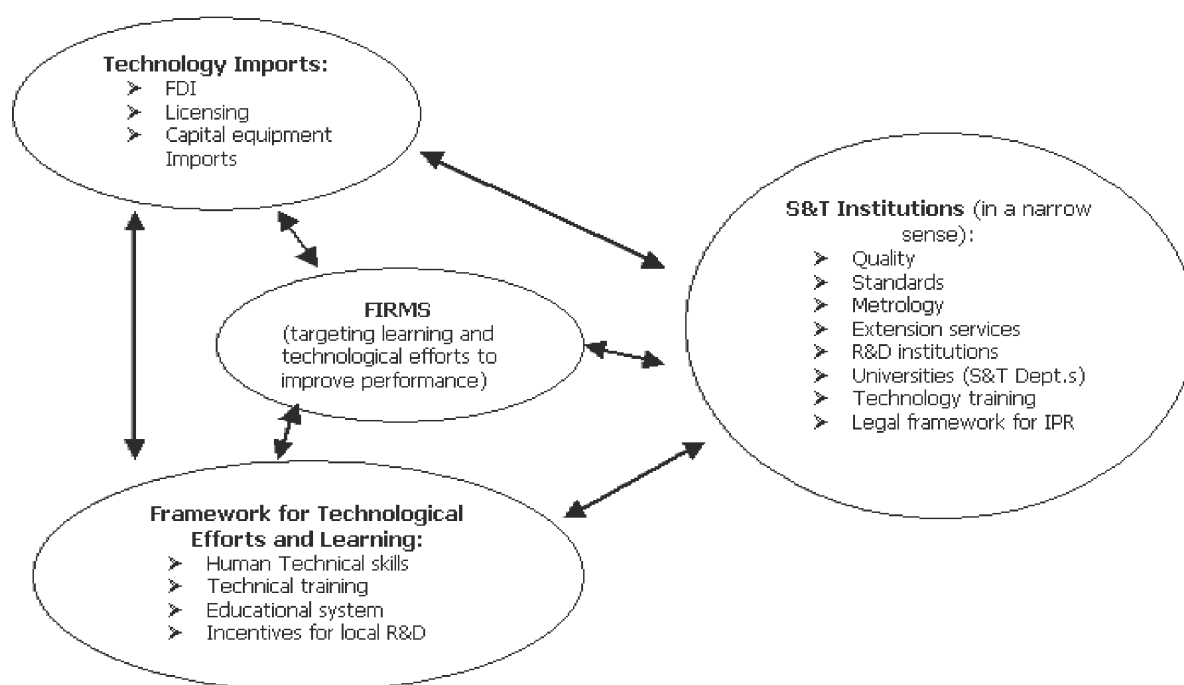 Technology Imports:
➤ FDI
➤ Licensing
➤ Capital equipment
Imports
S&T Institutions (in a narrow
sense):
➤ Quality
➤ Standards
➤ Metrology
➤ Extension services
➤ R&D institutions
➤ Universities (S&T Dept.s)
➤ Technology training
➤ Legal framework for IPR
FIRMS
(targeting learning and
technological efforts to
improve performance)
Framework for Technological
Efforts and Learning:
➤ Human Technical skills
➤ Technical training
➤ Educational system
➤ Incentives for local R&D